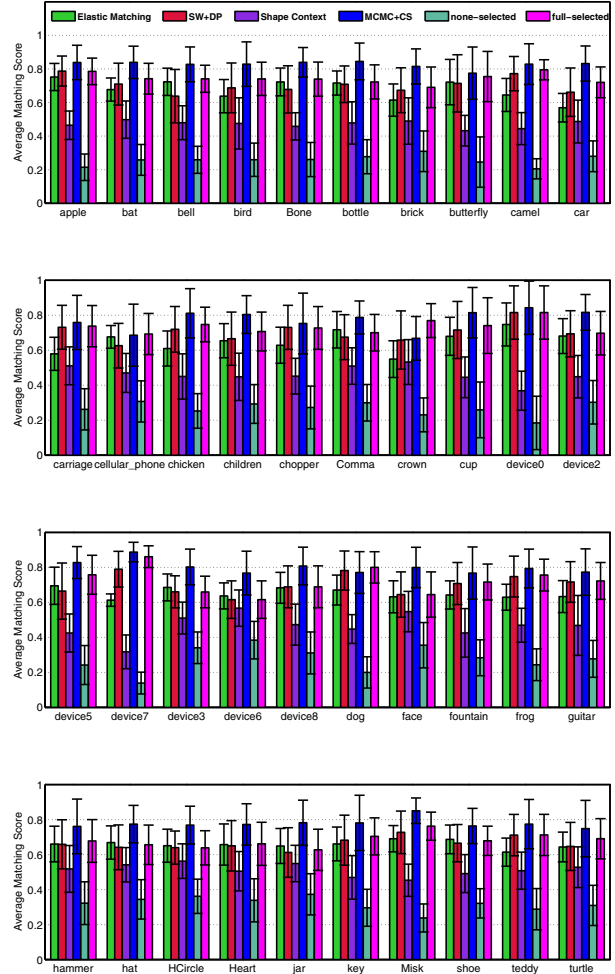 Elastic Matching SW+DP Shape Context MCMC+CS none-selected full-selected
Average Matching Score
1
0.8
0.6
0.4
0.2
0
apple bat bell bird Bone bottle brick butterfly camel car
Average Matching Score
1
0.8
0.6
0.4
0.2
0
carriage cellular_phone chicken children chopper Comma crown cup device0 device2
Average Matching Score
1
0.8
0.6
0.4
0.2
0
device5 device7 device3 device6 device8 dog face fountain frog guitar
Average Matching Score
1
0.8
0.6
0.4
0.2
0
hammer hat HCircle Heart jar key Misk shoe teddy turtle